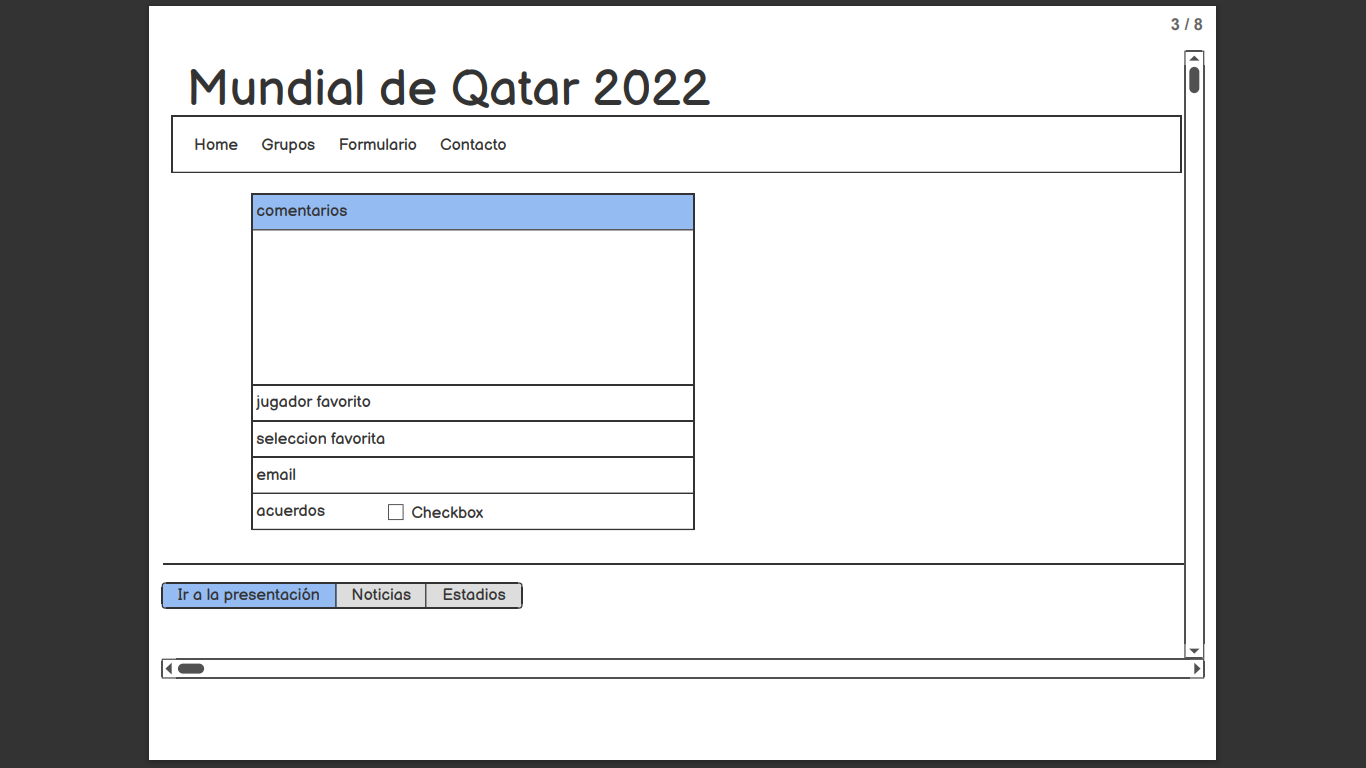 3 / 8
Mundial de Qatar 2022
Home Grupos Formulario Contacto
comentarios
jugador favorito
seleccion favorita
email
acuerdos Checkbox
Ir a la presentación Noticias Estadios